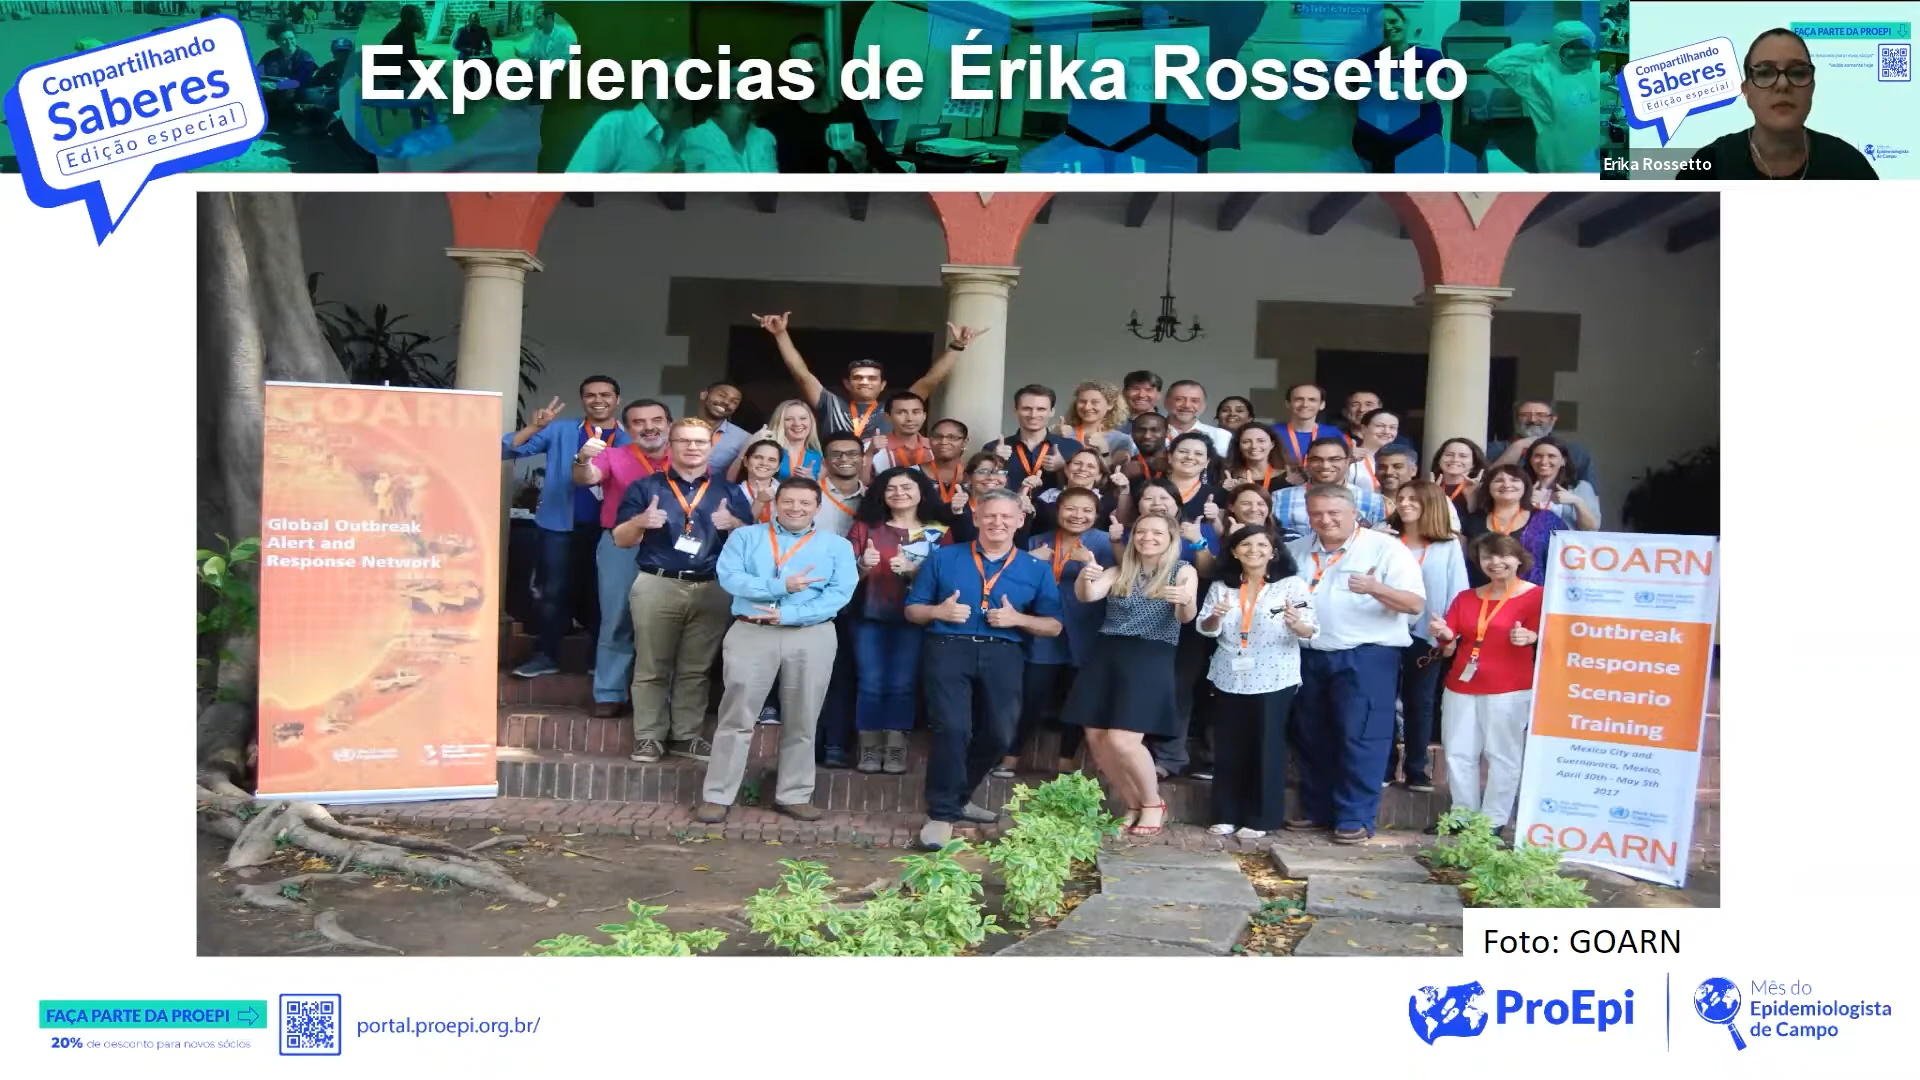 Compartilhando
Saberes
Edição especial
Experiencias de Érika Rossetto
FAÇA PARTE DA PROEPI
Compartilhando
Saberes
Edição especial
Erika Rossetto
GOARN
Global Outbreak
Alert and
Response Network
GOARN
Outbreak
Response
Scenario
Training
Mexico City and
Cuernavaca, Mexico,
April 30th - May 5th
2017
GOARN
Foto: GOARN
FAÇA PARTE DA PROEPI
20% de desconto para novos sócios
portal.proepi.org.br/
ProEpi
Mês do
Epidemiologista
de Campo